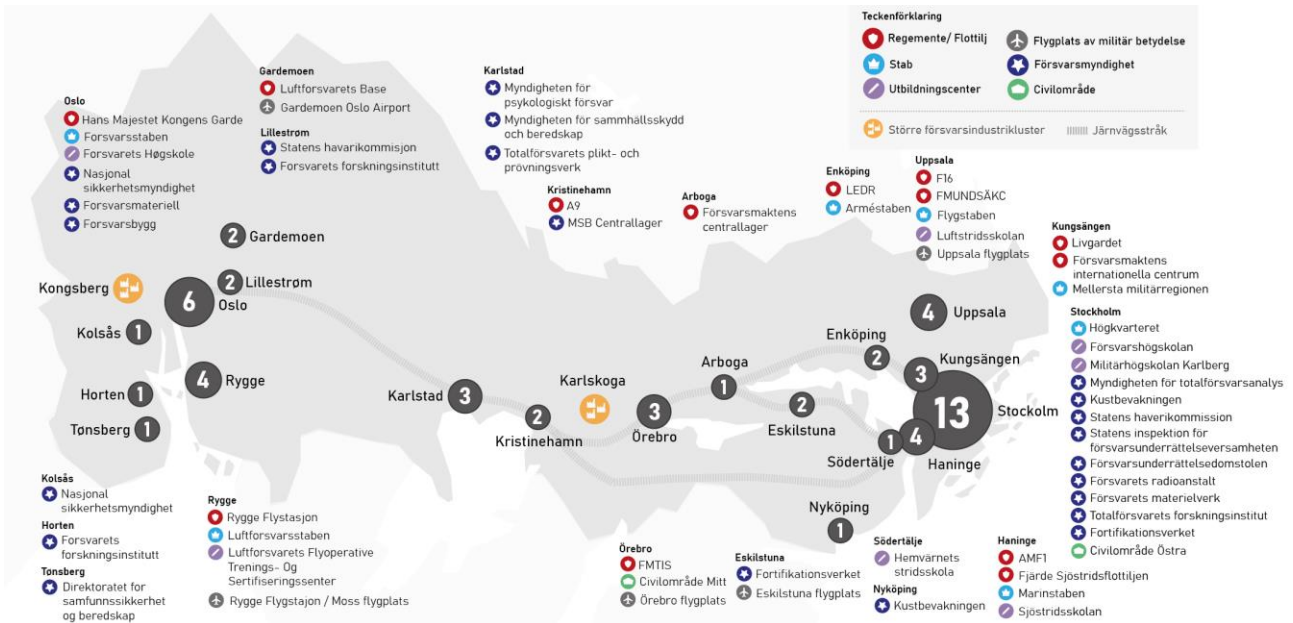 Teckenförklaring
Regemente/ Flottilj
Stab
Utbildningscenter
Flygplats av militär betydelse
Försvarsmyndighet
Civilområde
Större försvarsindustrikluster
Järnvägsstråk
Oslo
Hans Majestet Kongens Garde
Forsvarsstaben
Forsvarets Høgskole
Nasjonal
sikkerhetsmyndighet
Forsvarsmateriell
Forsvarsbygg
Gardemoen
Luftforsvarets Base
Gardemoen Oslo Airport
Lillestrøm
Statens havarikommisjon
Forsvarets forskningsinstitutt
Karlstad
Myndigheten för
psykologiskt försvar
Myndigheten för sammhällsskydd
och beredskap
Totalförsvarets plikt- och
prövningsverk
Kristinehamn
A9
MSB Centrallager
Arboga
Försvarsmaktens
centrallager
Enköping
LEDR
Arméstaben
Uppsala
F16
FMUNDSÄKC
Flygstaben
Luftstridsskolan
Uppsala flygplats
Kungsängen
Livgardet
Försvarsmaktens
internationella centrum
Mellersta militärregionen
Stockholm
Högkvarteret
Försvarshögskolan
Militärhögskolan Karlberg
Myndigheten för totalförsvarsanalys
Kustbevakningen
Statens haverikommission
Statens inspektion för
försvarsunderrättelseversamheten
Försvarsunderrättelsedomstolen
Försvarets radioanstalt
Försvarets materielverk
Totalförsvarets forskningsinstitut
Fortifikationsverket
Civilområde Östra
2 Gardemoen
2 Lillestrøm
Kongsberg
6 Oslo
Kolsås 1
4 Rygge
Horten 1
Tønsberg 1
Karlstad 3
2
Kristinehamn
Karlskoga
3
Örebro
Arboga
1
2
Eskilstuna
Enköping
2
4 Uppsala
Kungsängen
3
13 Stockolm
4
Haninge
1
Södertälje
Nyköping
1
Kolsås
Nasjonal
sikkerhetsmyndighet
Horten
Forsvarets
forskningsinstitutt
Tønsberg
Direktoratet for
samfunnssikkerhet
og beredskap
Rygge
Rygge Flystasjon
Luftforsvarsstaben
Luftforsvarets Flyoperative
Trenings- Og
Sertifiseringssenter
Rygge Flygstajon / Moss flygplats
Örebro
FMTIS
Civilområde Mitt
Örebro flygplats
Eskilstuna
Fortifikationsverket
Eskilstuna flygplats
Södertälje
Hemvärnets
stridsskola
Nyköping
Kustbevakningen
Haninge
AMF1
Fjärde Sjöstridsflottiljen
Marinstaben
Sjöstridsskolan